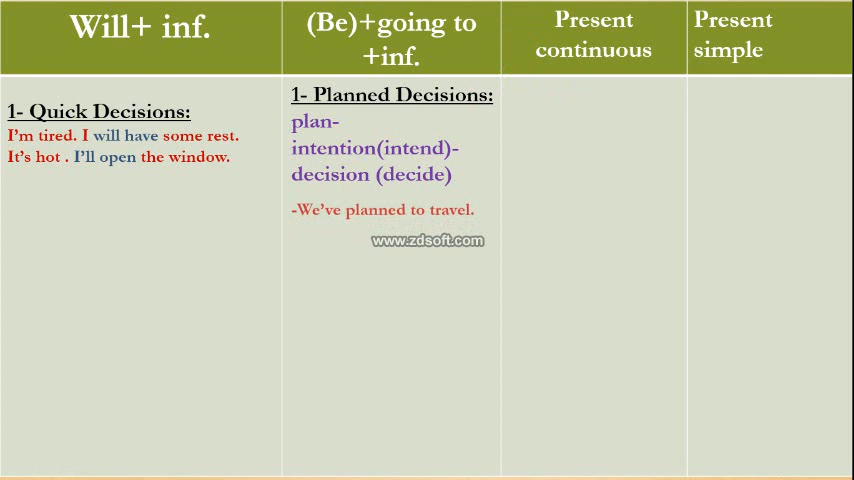 Will+ inf.
(Be)+going to
+inf.
Present
continuous
Present
simple
1- Quick Decisions:
I'm tired. I will have some rest.
It's hot . I'll open the window.
1- Planned Decisions:
plan-
intention(intend)-
decision (decide)
-We've planned to travel.
www.zdsoft.com